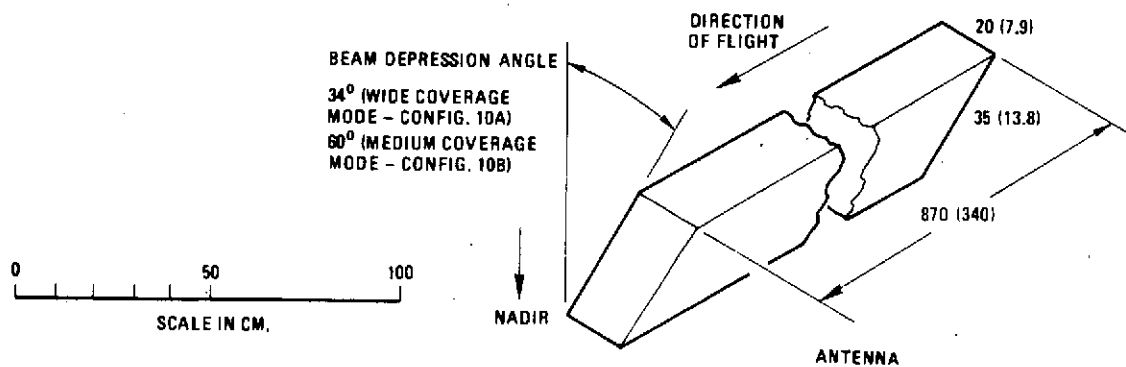 DIRECTION
OF FLIGHT
20 (7.9)
BEAM DEPRESSION ANGLE
34° (WIDE COVERAGE
MODE - CONFIG. 10A)
60° (MEDIUM COVERAGE
MODE - CONFIG. 10B)
35 (13.8)
870 (340)
0 50 100
SCALE IN CM.
NADIR
ANTENNA